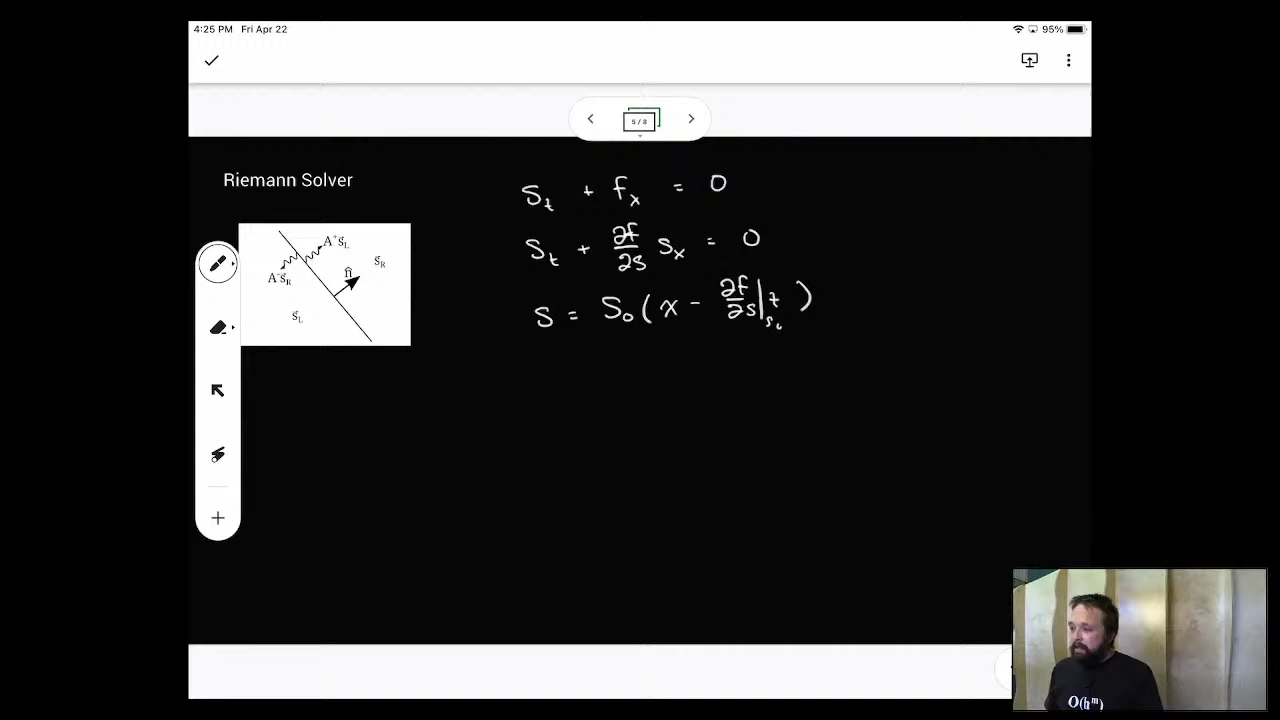 4:25 PM Fri Apr 22
95%
5 / 8
Riemann Solver
A⁺s⃗_L
A⁻s⃗_R
n̂
s⃗_R
s⃗_L
S_t + f_x = 0
S_t + ∂f/∂s S_x = 0
S = S_0 ( x - ∂f/∂s |_{s_0} t )
O(hᵐ)